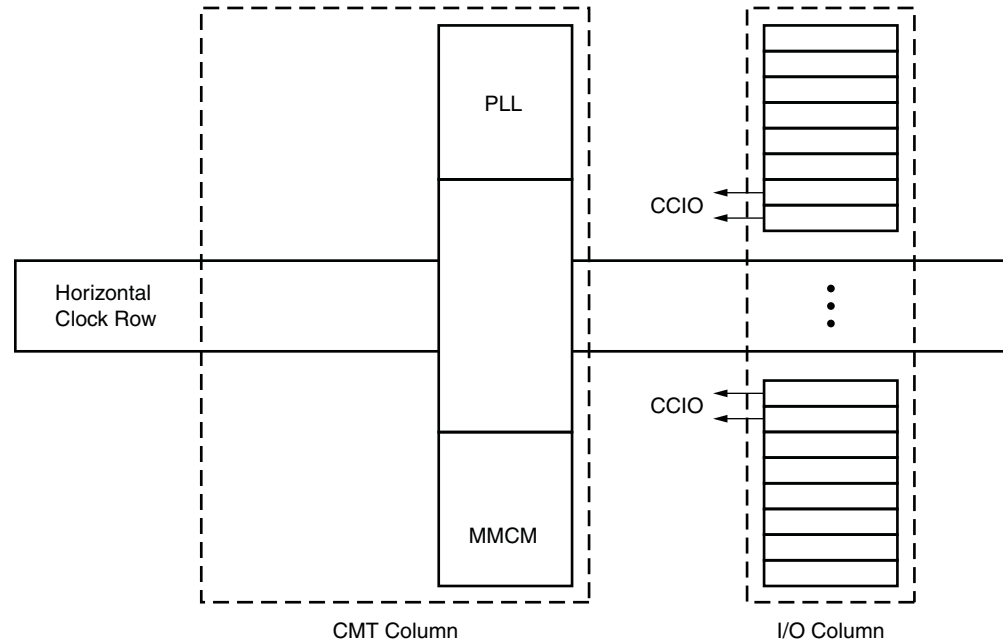 PLL
CCIO
Horizontal
Clock Row
CCIO
MMCM
CMT Column
I/O Column